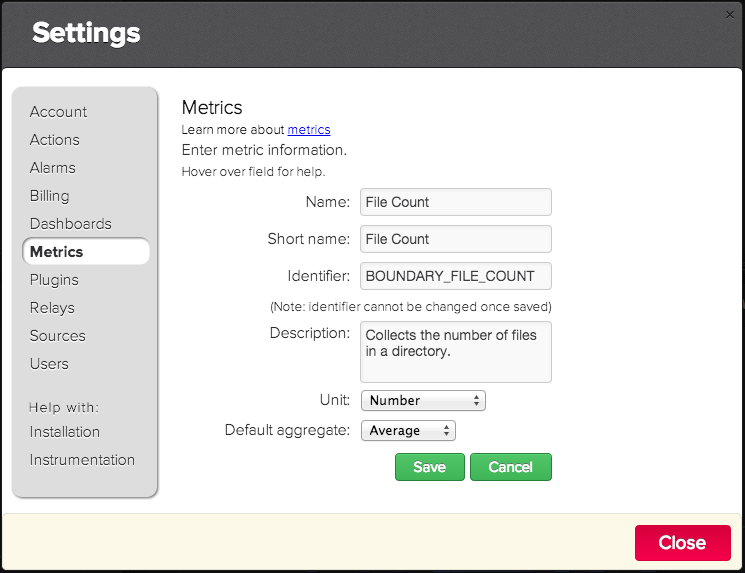 Settings
×
Account
Actions
Alarms
Billing
Dashboards
Metrics
Plugins
Relays
Sources
Users
Help with:
Installation
Instrumentation
Metrics
Learn more about metrics
Enter metric information.
Hover over field for help.
Name: File Count
Short name: File Count
Identifier: BOUNDARY_FILE_COUNT
(Note: identifier cannot be changed once saved)
Description: Collects the number of files
in a directory.
Unit: Number
Default aggregate: Average
Save Cancel
Close